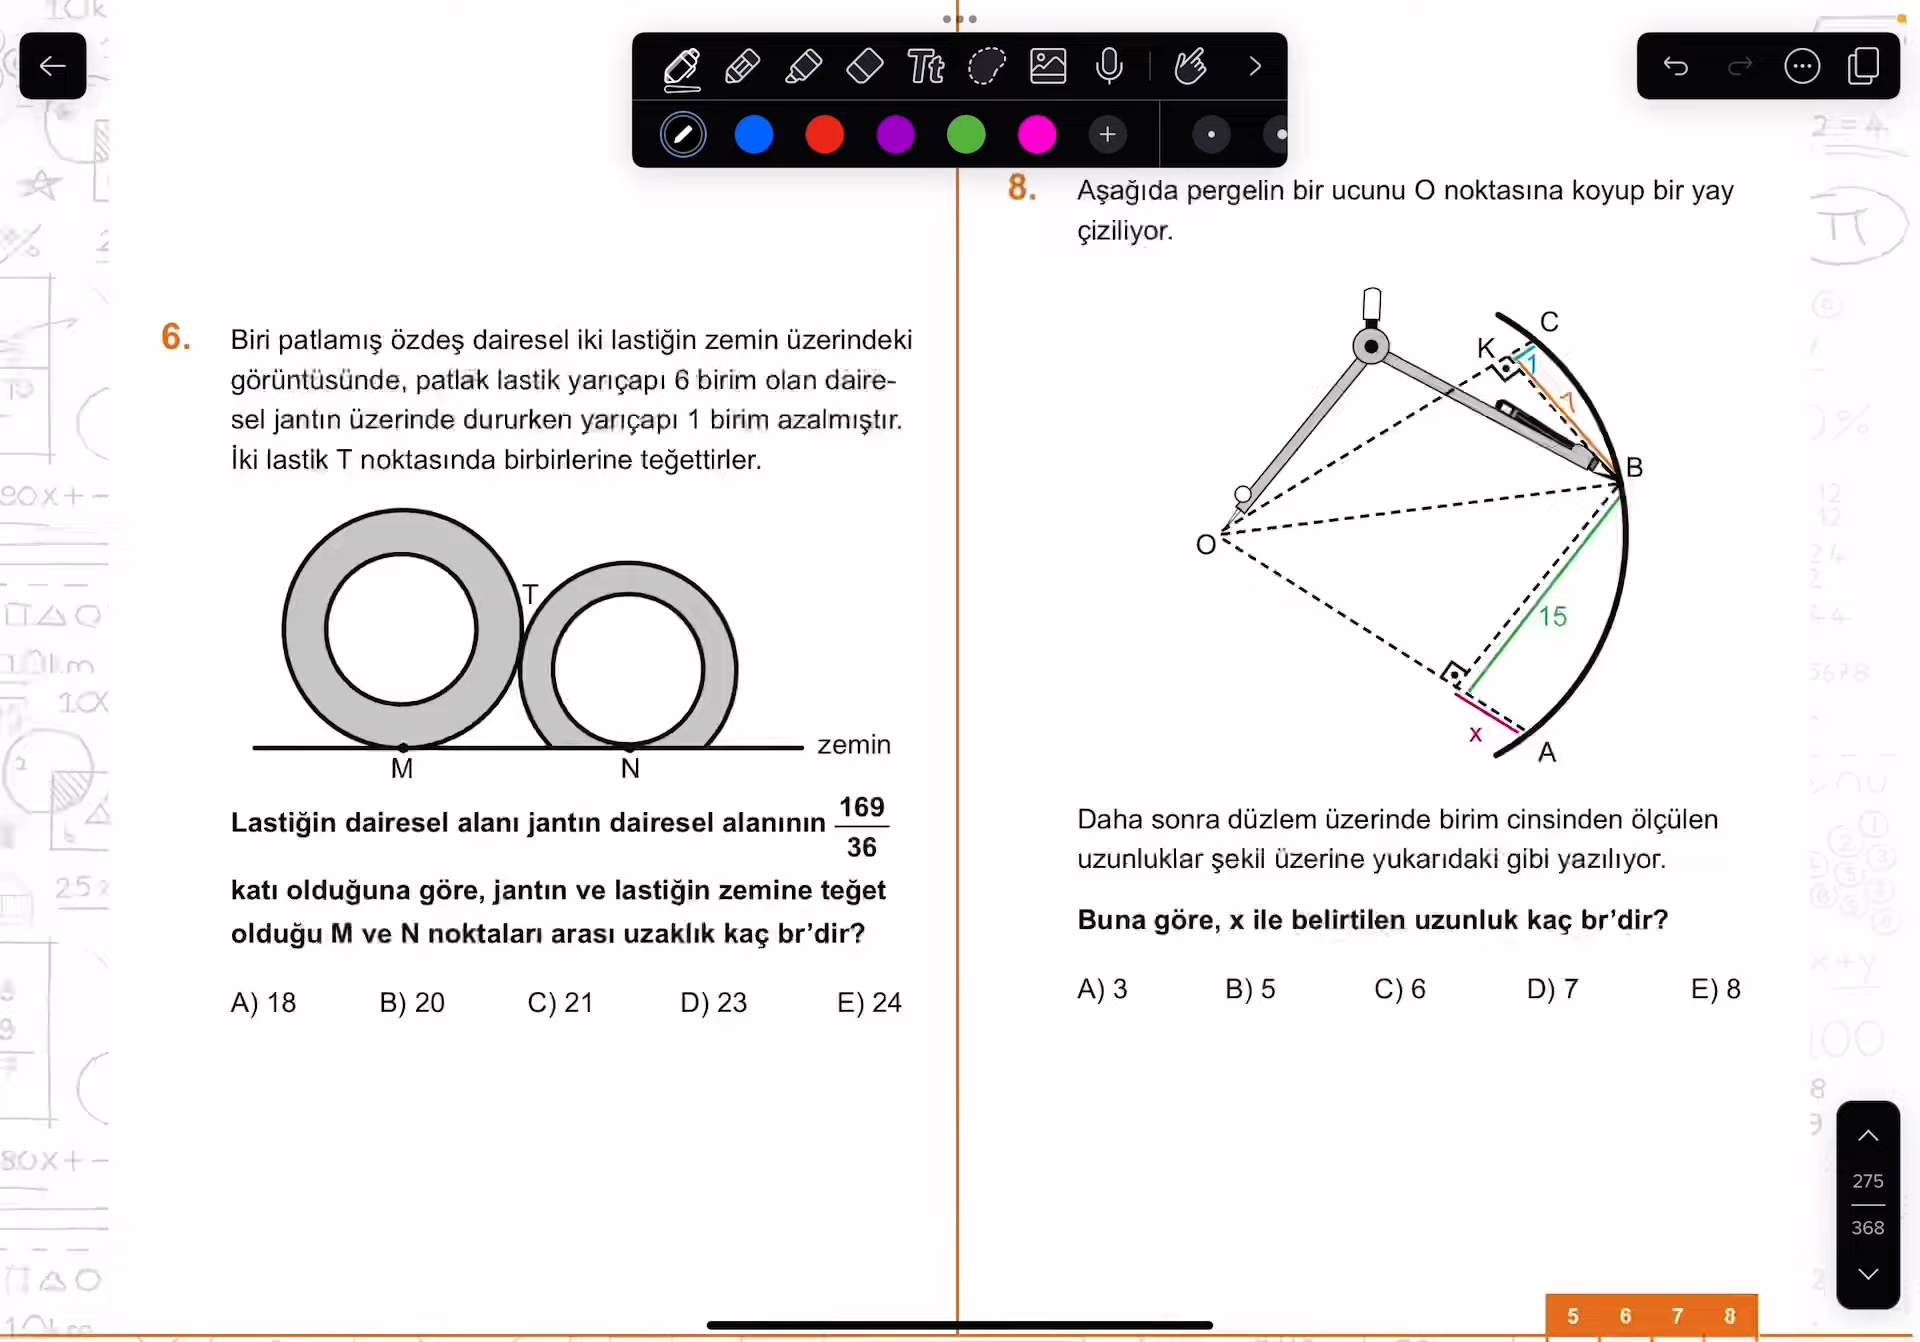 Tt
6.
Biri patlamış özdeş dairesel iki lastiğin zemin üzerindeki
görüntüsünde, patlak lastik yarıçapı 6 birim olan daire-
sel jantın üzerinde dururken yarıçapı 1 birim azalmıştır.
İki lastik T noktasında birbirlerine teğettirler.
T
zemin
M
N
Lastiğin dairesel alanı jantın dairesel alanının 169/36
katı olduğuna göre, jantın ve lastiğin zemine teğet
olduğu M ve N noktaları arası uzaklık kaç br'dir?
A) 18 B) 20 C) 21 D) 23 E) 24
8.
Aşağıda pergelin bir ucunu O noktasına koyup bir yay
çiziliyor.
C
K
1
7
B
O
15
x
A
Daha sonra düzlem üzerinde birim cinsinden ölçülen
uzunluklar şekil üzerine yukarıdaki gibi yazılıyor.
Buna göre, x ile belirtilen uzunluk kaç br'dir?
A) 3 B) 5 C) 6 D) 7 E) 8
275
368
5 6 7 8